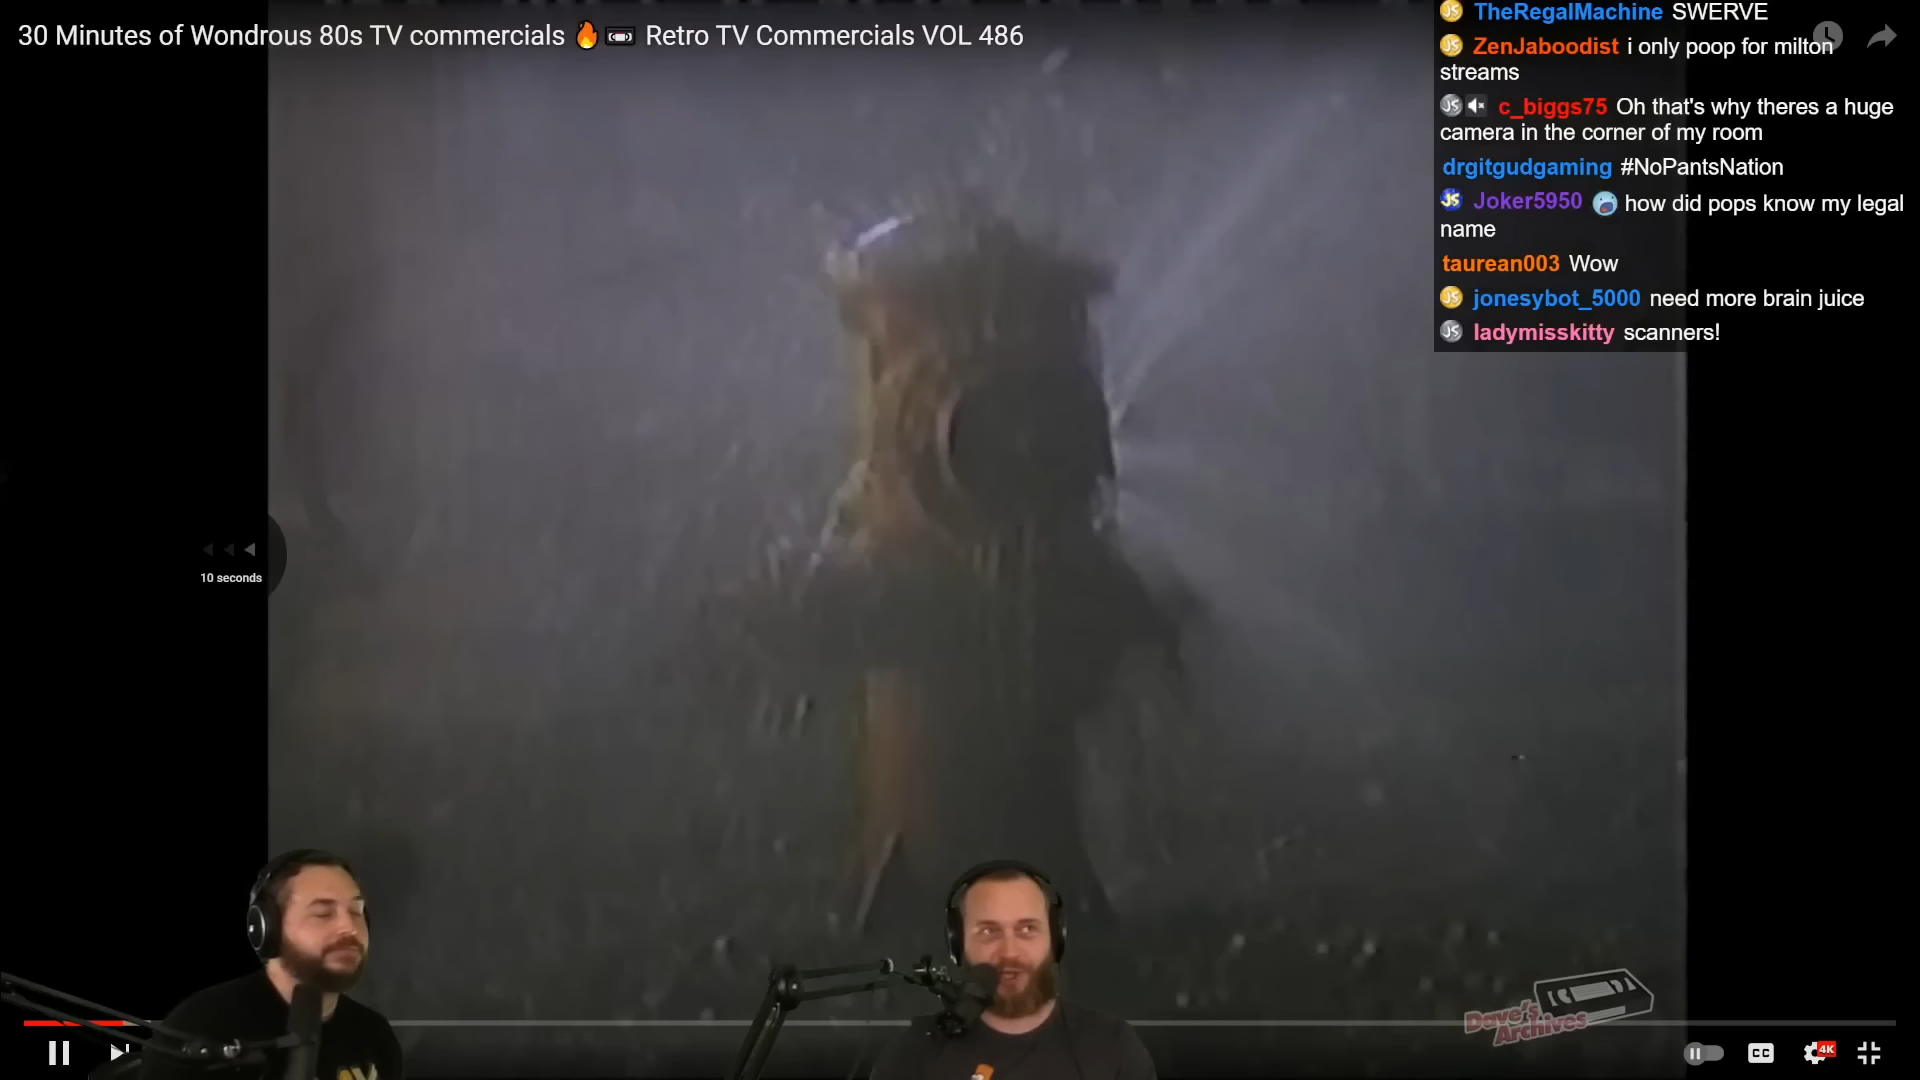 30 Minutes of Wondrous 80s TV commercials 🔥📼 Retro TV Commercials VOL 486
TheRegalMachine SWERVE
ZenJaboodist i only poop for milton
streams
c_biggs75 Oh that's why theres a huge
camera in the corner of my room
drgitgudgaming #NoPantsNation
Joker5950 how did pops know my legal
name
taurean003 Wow
jonesybot_5000 need more brain juice
ladymisskitty scanners!
10 seconds
Dave's
Archives
CC
4K